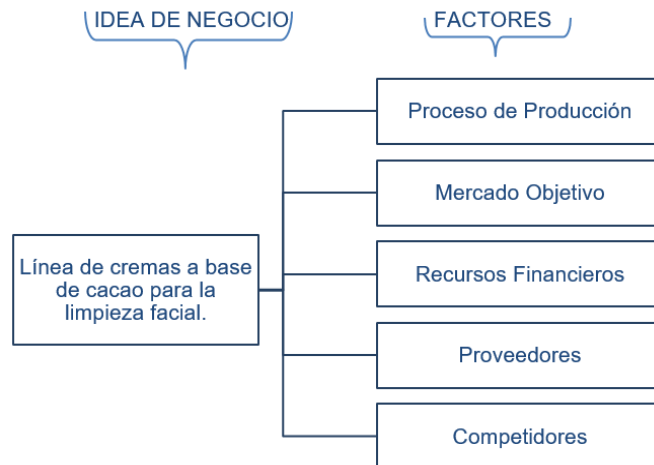 IDEA DE NEGOCIO
FACTORES
Proceso de Producción
Mercado Objetivo
Línea de cremas a base
de cacao para la
limpieza facial.
Recursos Financieros
Proveedores
Competidores